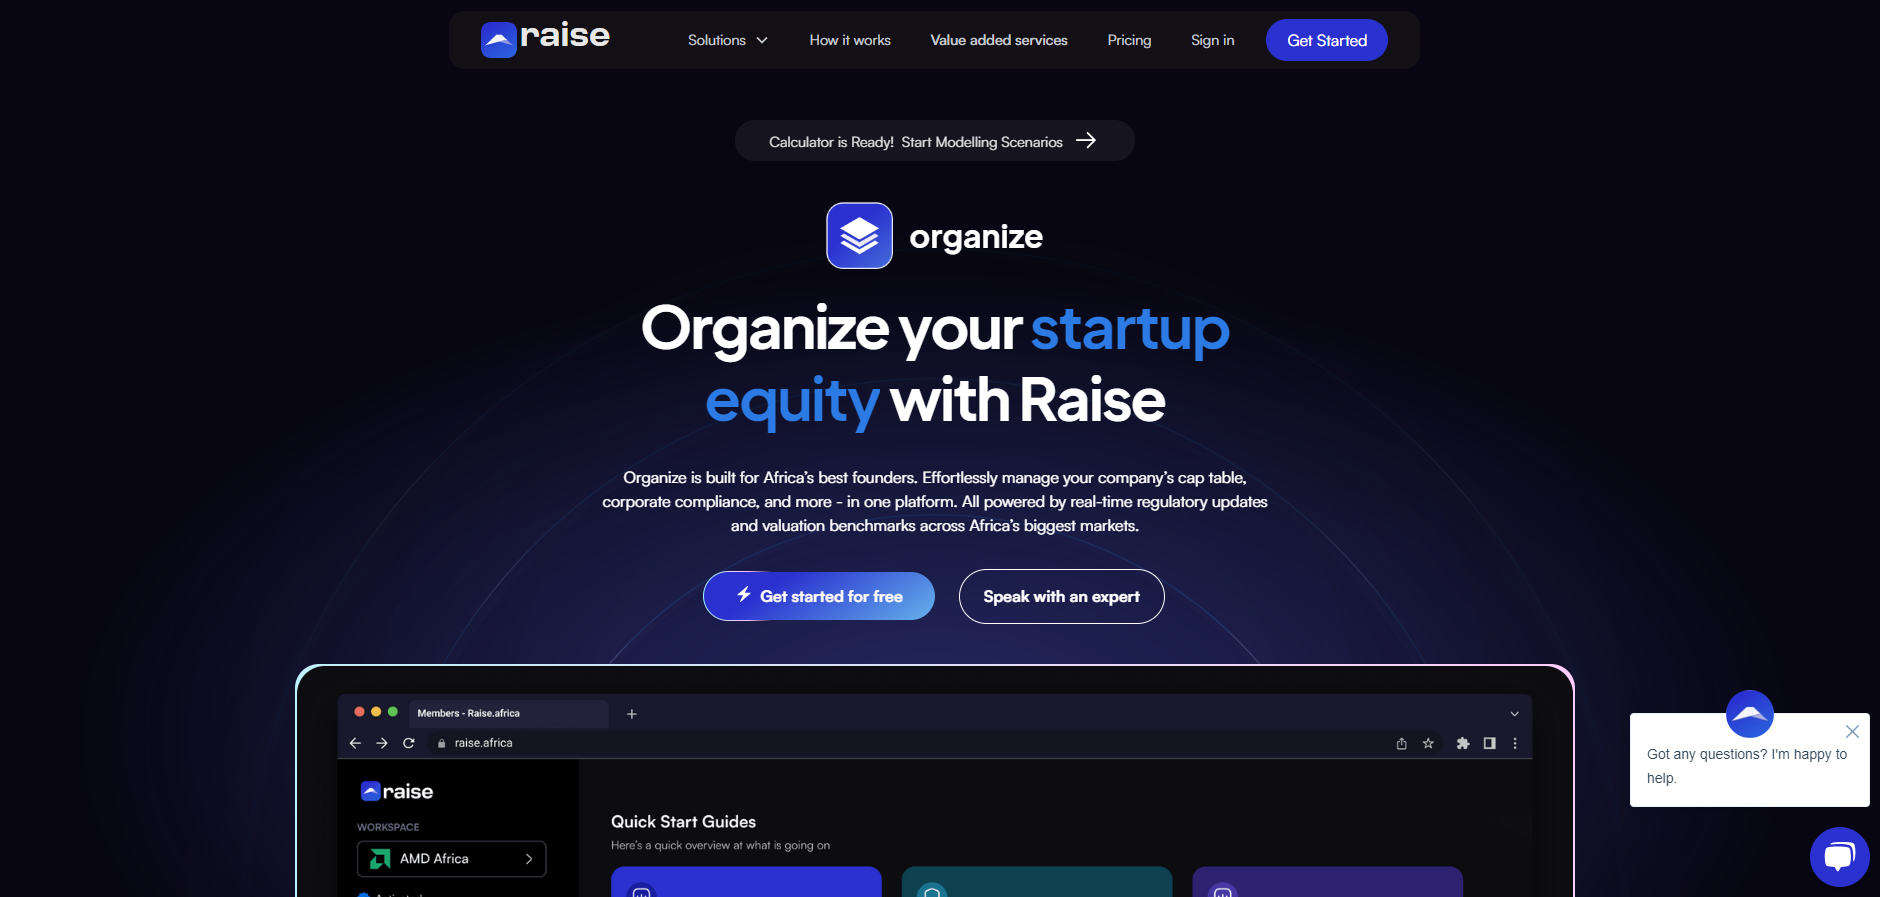 raise
Solutions
How it works
Value added services
Pricing
Sign in
Get Started
Calculator is Ready! Start Modelling Scenarios
organize
Organize your startup
equity with Raise
Organize is built for Africa's best founders. Effortlessly manage your company's cap table,
corporate compliance, and more - in one platform. All powered by real-time regulatory updates
and valuation benchmarks across Africa's biggest markets.
Get started for free
Speak with an expert
Members - Raise.africa
raise.africa
raise
WORKSPACE
AMD Africa
Quick Start Guides
Here's a quick overview at what is going on
Got any questions? I'm happy to
help.